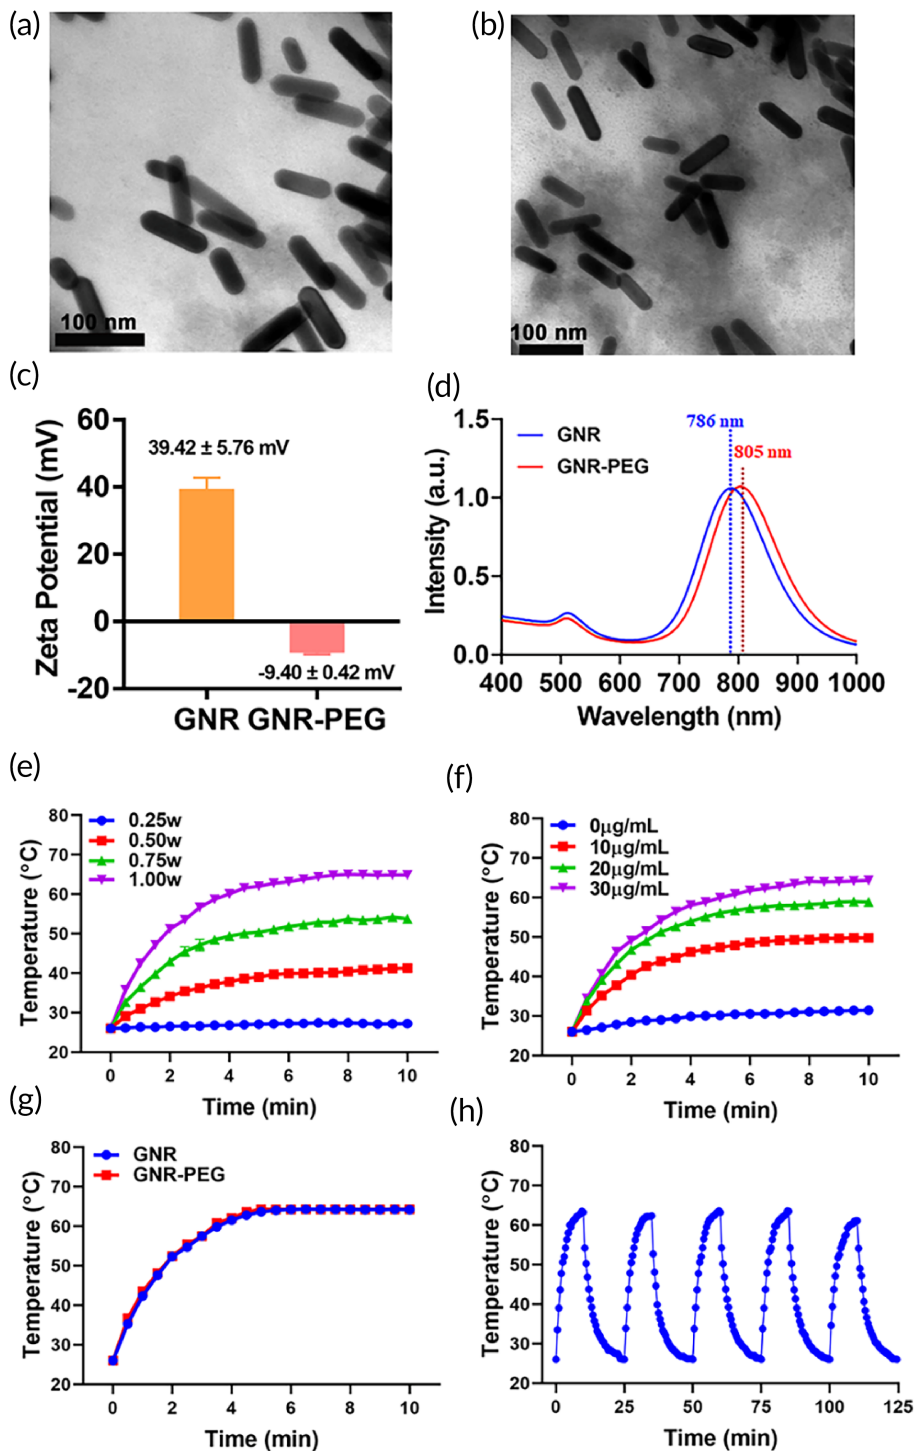 (a)
(b)
100 nm
100 nm
(c)
(d)
Zeta Potential (mV)
60
40
20
0
-20
39.42 ± 5.76 mV
-9.40 ± 0.42 mV
GNR GNR-PEG
Intensity (a.u.)
1.5
1.0
0.5
0.0
GNR
GNR-PEG
786 nm
805 nm
400 500 600 700 800 900 1000
Wavelength (nm)
(e)
(f)
Temperature (°C)
80
70
60
50
40
30
20
0.25w
0.50w
0.75w
1.00w
0 2 4 6 8 10
Time (min)
Temperature (°C)
80
70
60
50
40
30
20
0μg/mL
10μg/mL
20μg/mL
30μg/mL
0 2 4 6 8 10
Time (min)
(g)
(h)
Temperature (°C)
80
70
60
50
40
30
20
GNR
GNR-PEG
0 2 4 6 8 10
Time (min)
Temperature (°C)
80
70
60
50
40
30
20
0 25 50 75 100 125
Time (min)